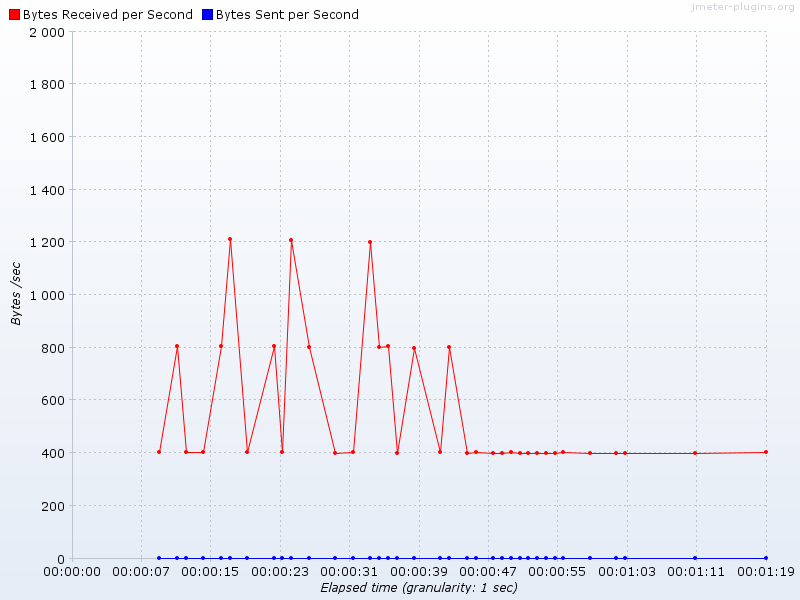 jmeter-plugins.org
Bytes Received per Second Bytes Sent per Second
2 000
1 800
1 600
1 400
1 200
1 000
800
600
400
200
0
Bytes /sec
00:00:00 00:00:07 00:00:15 00:00:23 00:00:31 00:00:39 00:00:47 00:00:55 00:01:03 00:01:11 00:01:19
Elapsed time (granularity: 1 sec)